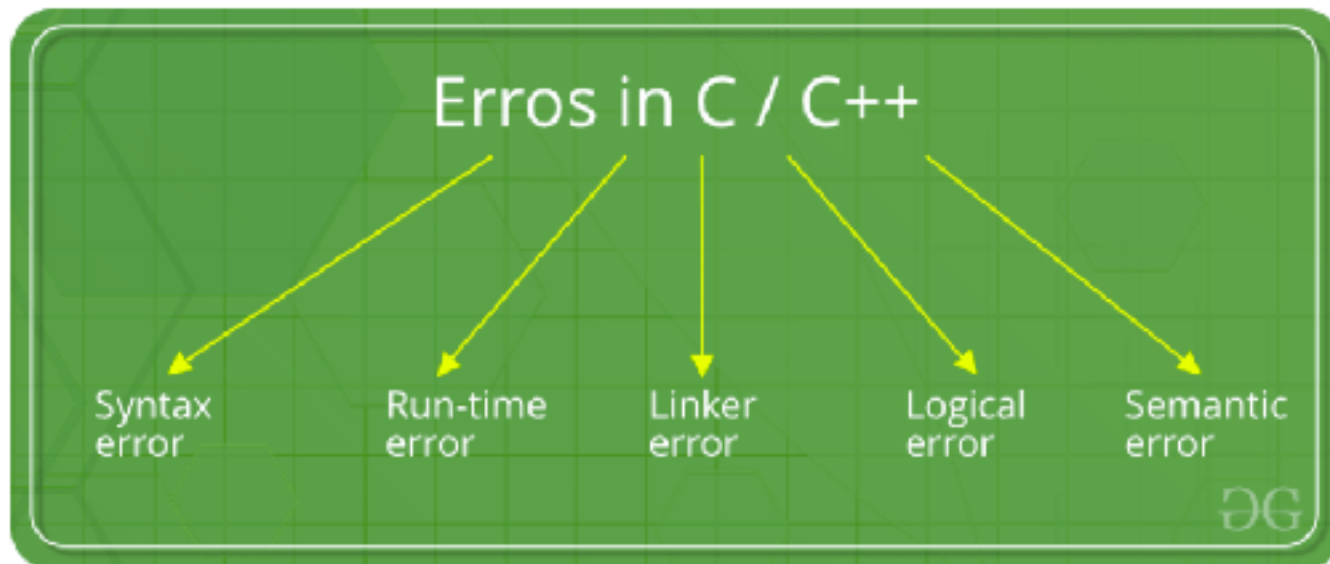 Erros in C / C++
Syntax
error
Run-time
error
Linker
error
Logical
error
Semantic
error